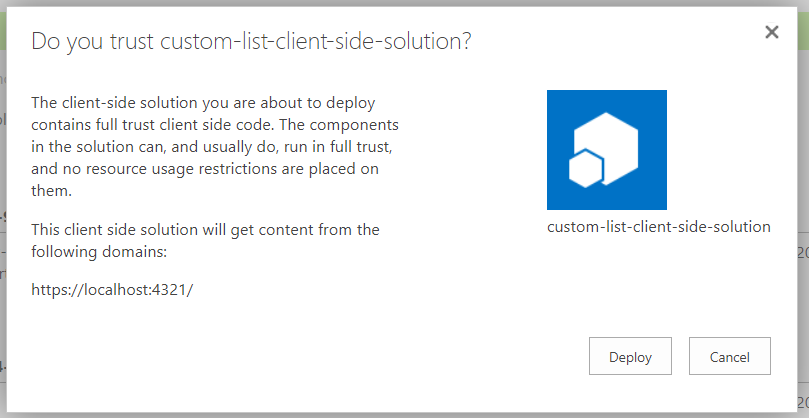 Do you trust custom-list-client-side-solution?
The client-side solution you are about to deploy
contains full trust client side code. The components
in the solution can, and usually do, run in full trust,
and no resource usage restrictions are placed on
them.
custom-list-client-side-solution
This client side solution will get content from the
following domains:
https://localhost:4321/
Deploy
Cancel